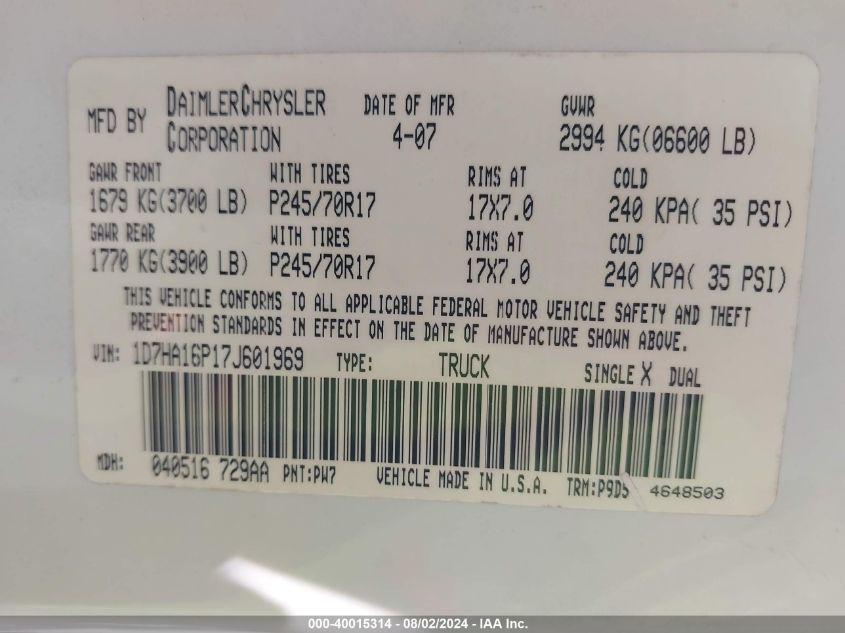 MFD BY DAIMLERCHRYSLER CORPORATION DATE OF MFR 4-07 GVWR 2994 KG(06600 LB)
GAWR FRONT WITH TIRES RIMS AT COLD
1679 KG(3700 LB) P245/70R17 17X7.0 240 KPA( 35 PSI)
GAWR REAR WITH TIRES RIMS AT COLD
1770 KG(3900 LB) P245/70R17 17X7.0 240 KPA( 35 PSI)
THIS VEHICLE CONFORMS TO ALL APPLICABLE FEDERAL MOTOR VEHICLE SAFETY AND THEFT
PREVENTION STANDARDS IN EFFECT ON THE DATE OF MANUFACTURE SHOWN ABOVE.
VIN: 1D7HA16P17J601969 TYPE: TRUCK SINGLE X DUAL
MDH: 040516 729AA PNT:PW7 VEHICLE MADE IN U.S.A. TRM:P9D5 4648503
000-40015314 - 08/02/2024 - IAA Inc.